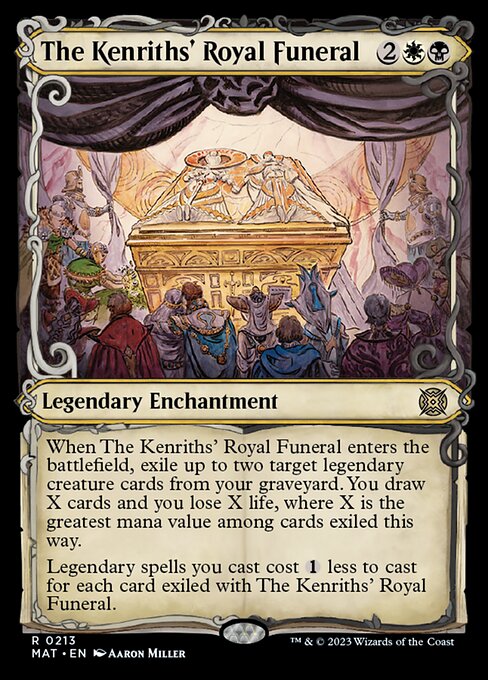 The Kenriths' Royal Funeral 2
Legendary Enchantment
When The Kenriths' Royal Funeral enters the
battlefield, exile up to two target legendary
creature cards from your graveyard. You draw
X cards and you lose X life, where X is the
greatest mana value among cards exiled this
way.
Legendary spells you cast cost 1 less to cast
for each card exiled with The Kenriths' Royal
Funeral.
R 0213
MAT • EN Aaron Miller
™ & © 2023 Wizards of the Coast